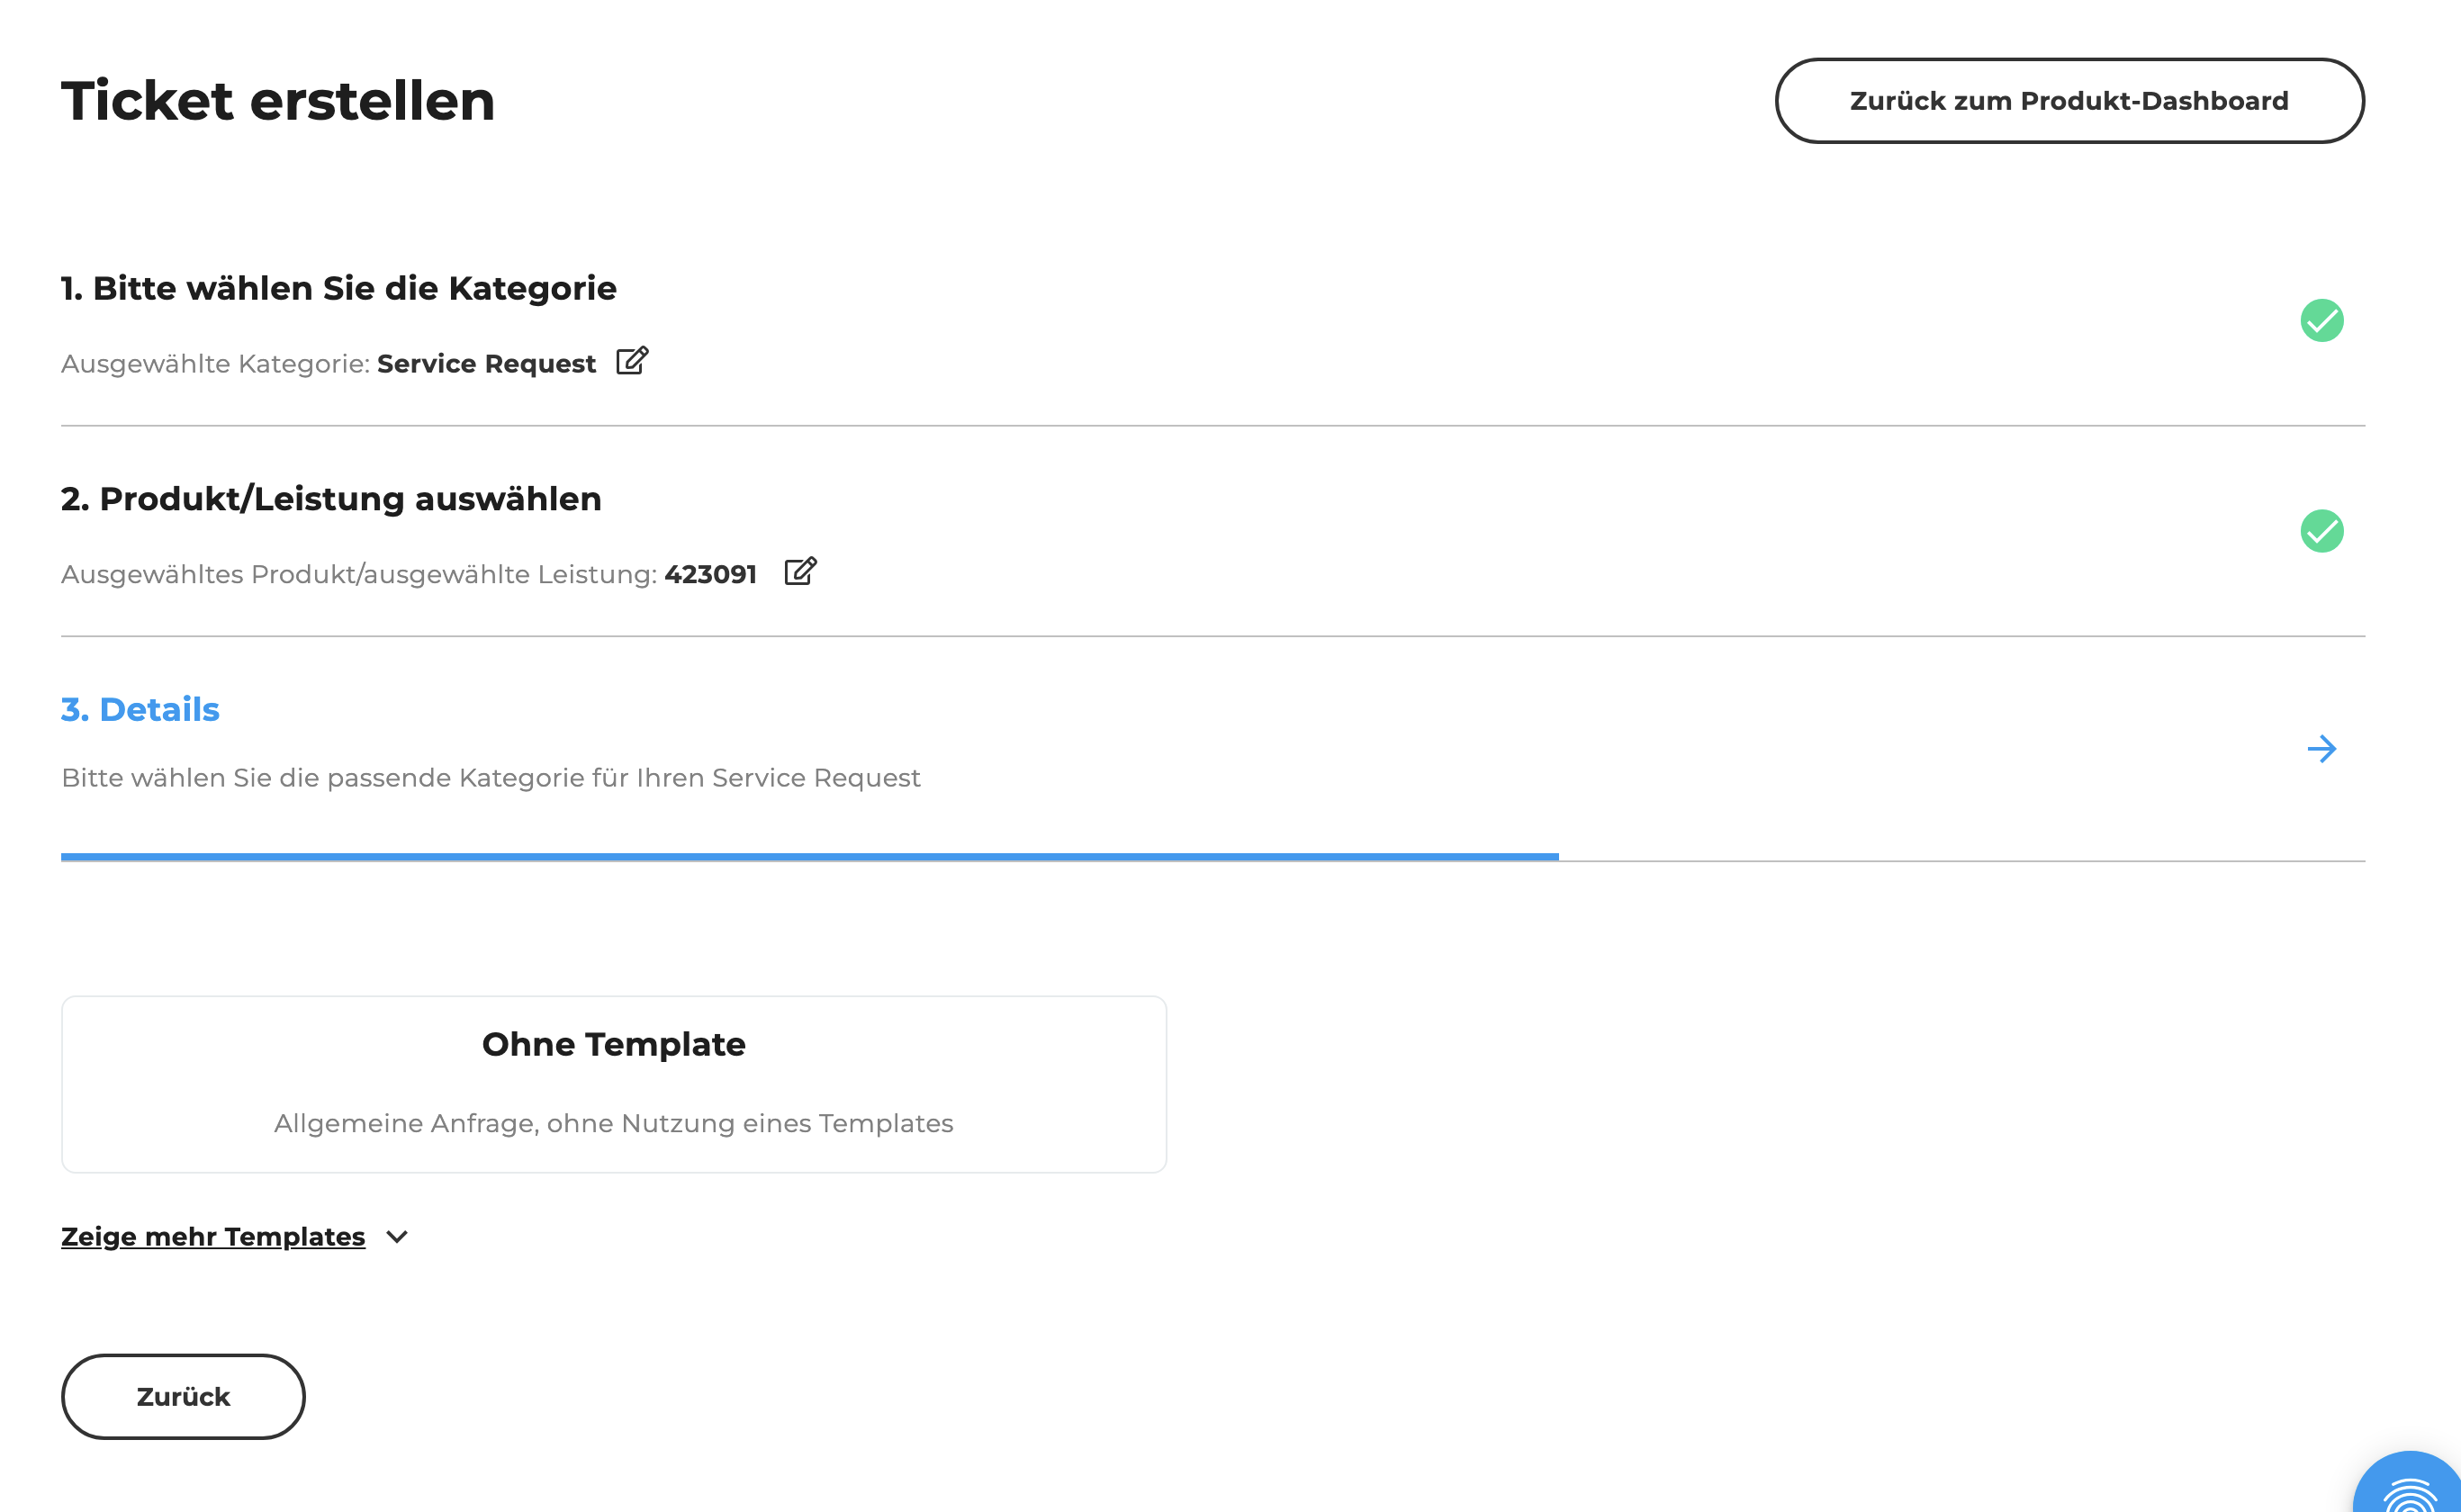 Ticket erstellen
Zurück zum Produkt-Dashboard
1. Bitte wählen Sie die Kategorie
Ausgewählte Kategorie: Service Request
2. Produkt/Leistung auswählen
Ausgewähltes Produkt/ausgewählte Leistung: 423091
3. Details
Bitte wählen Sie die passende Kategorie für Ihren Service Request
Ohne Template
Allgemeine Anfrage, ohne Nutzung eines Templates
Zeige mehr Templates
Zurück